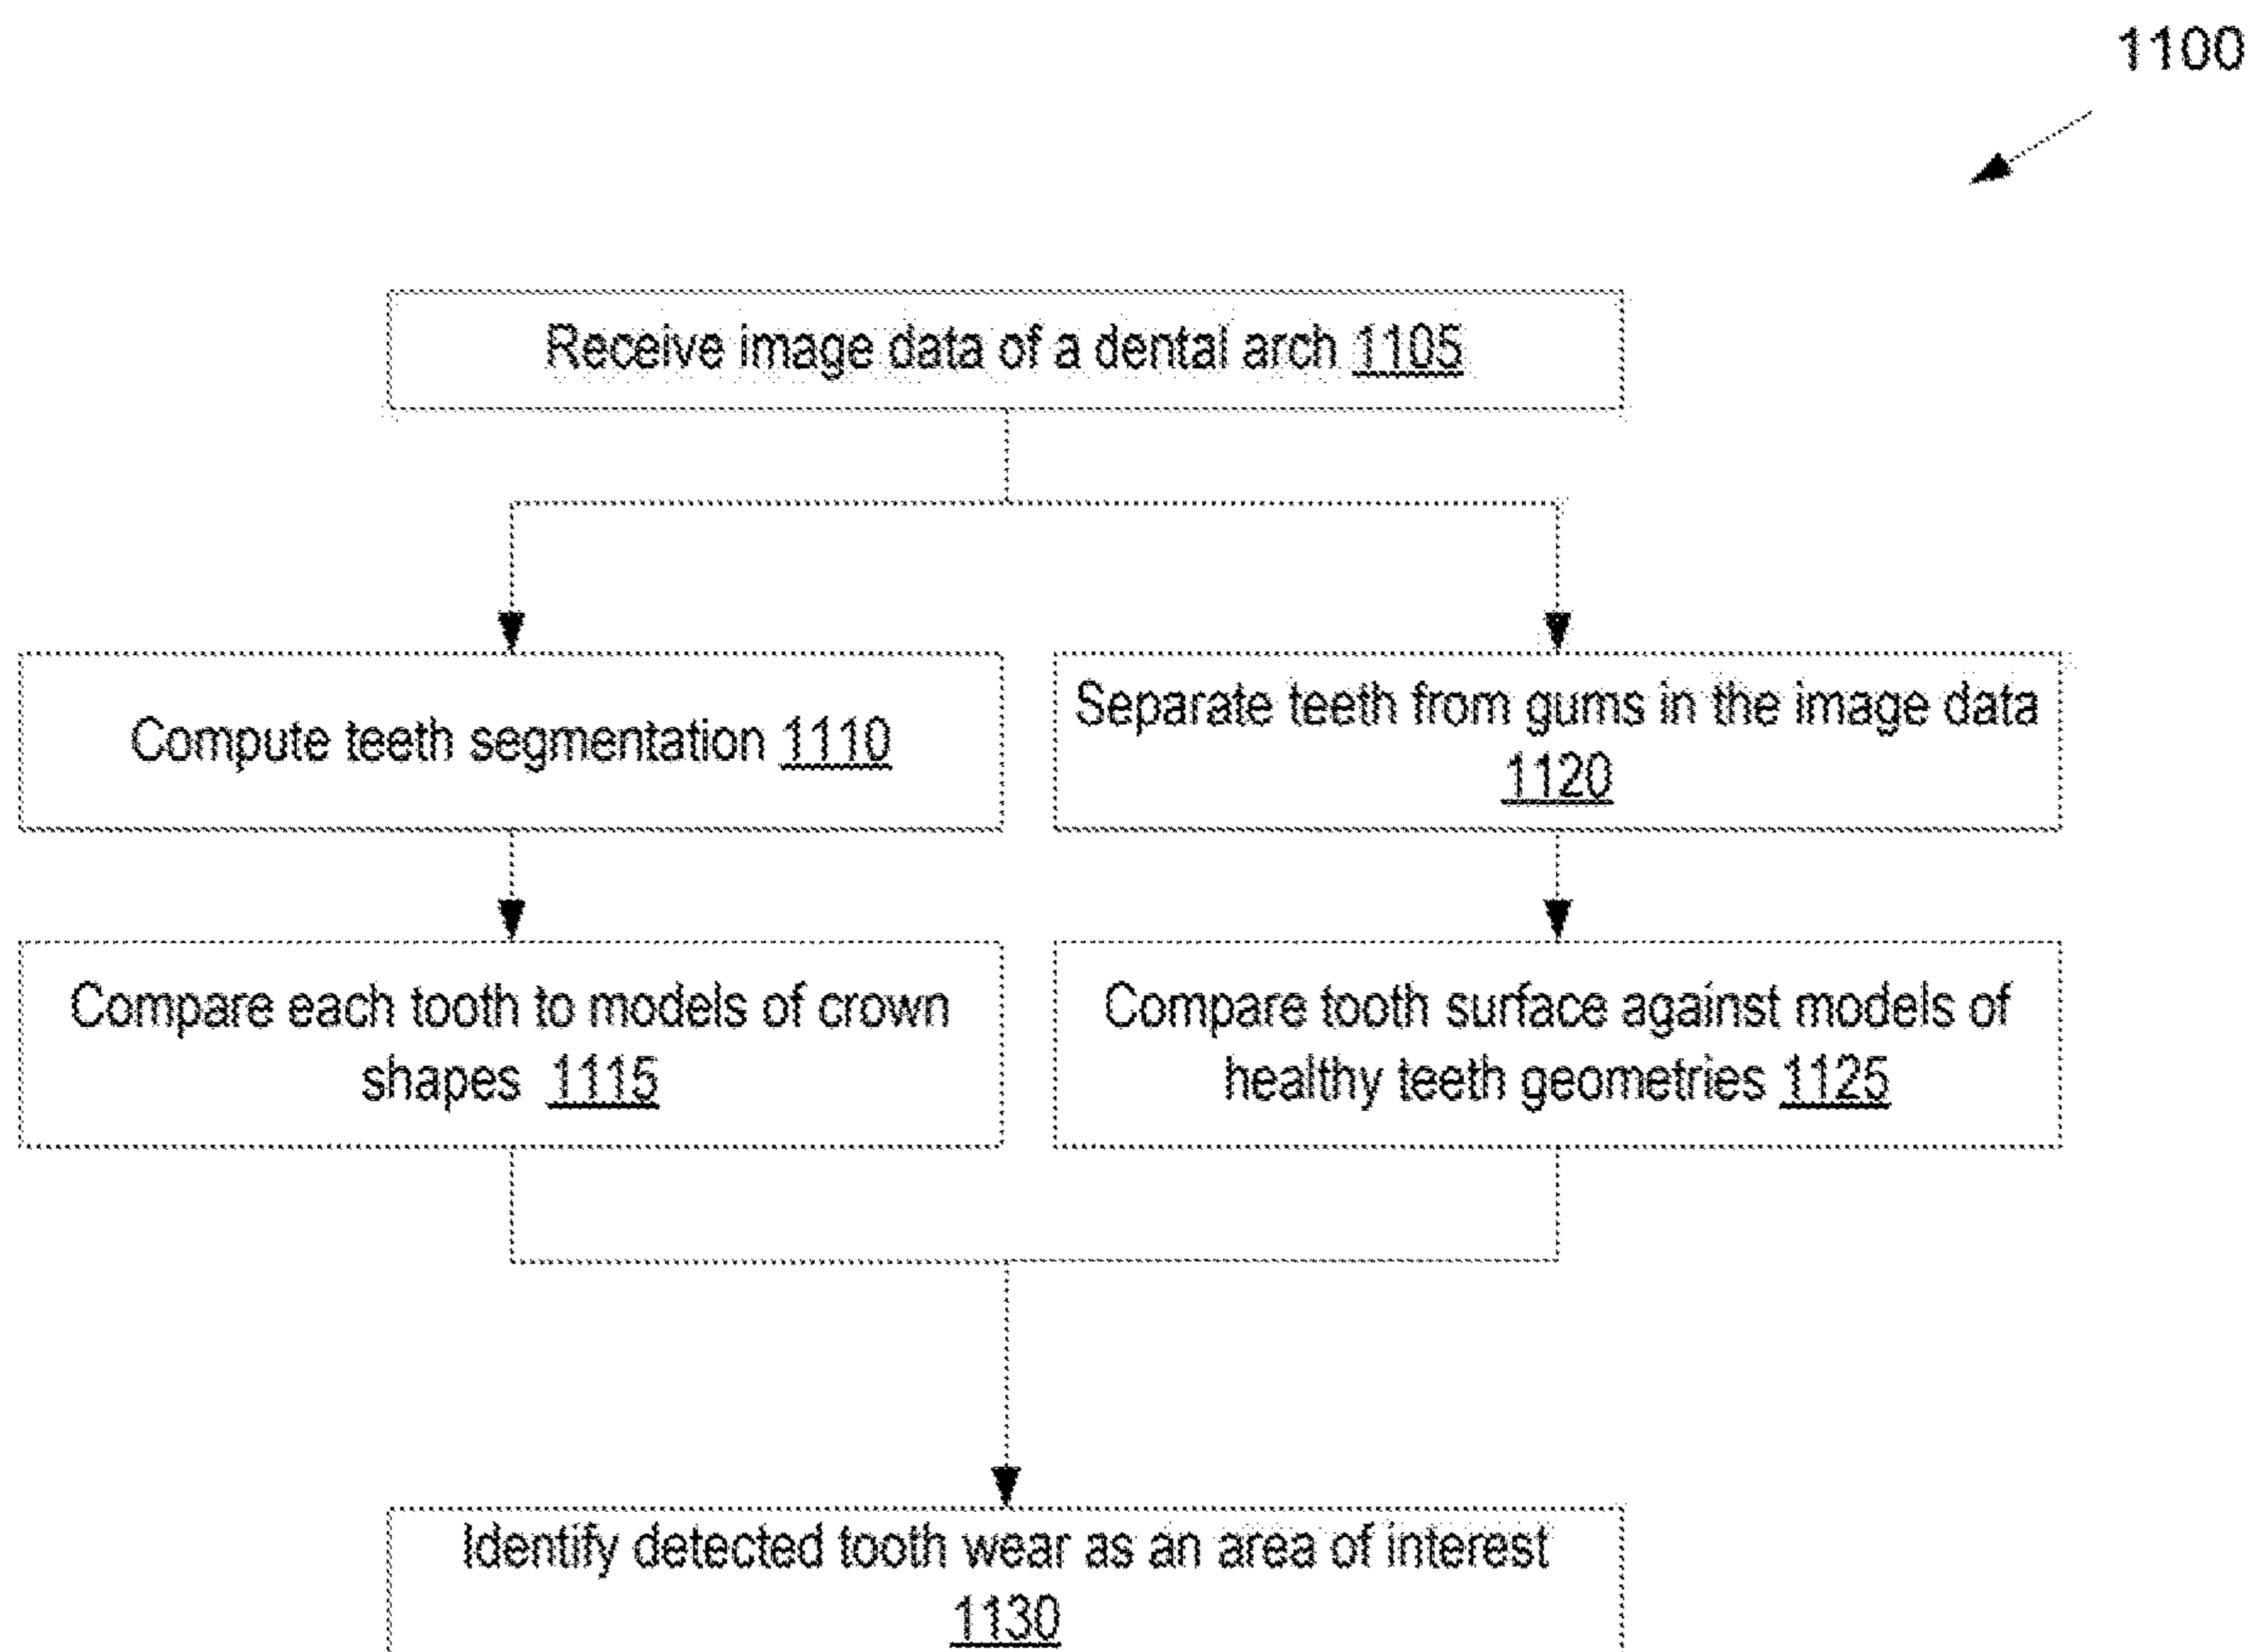 1100
Receive image data of a dental arch 1105
Compute teeth segmentation 1110
Separate teeth from gums in the image data
1120
Compare each tooth to models of crown
shapes 1115
Compare tooth surface against models of
healthy teeth geometries 1125
Identify detected tooth wear as an area of interest
1130